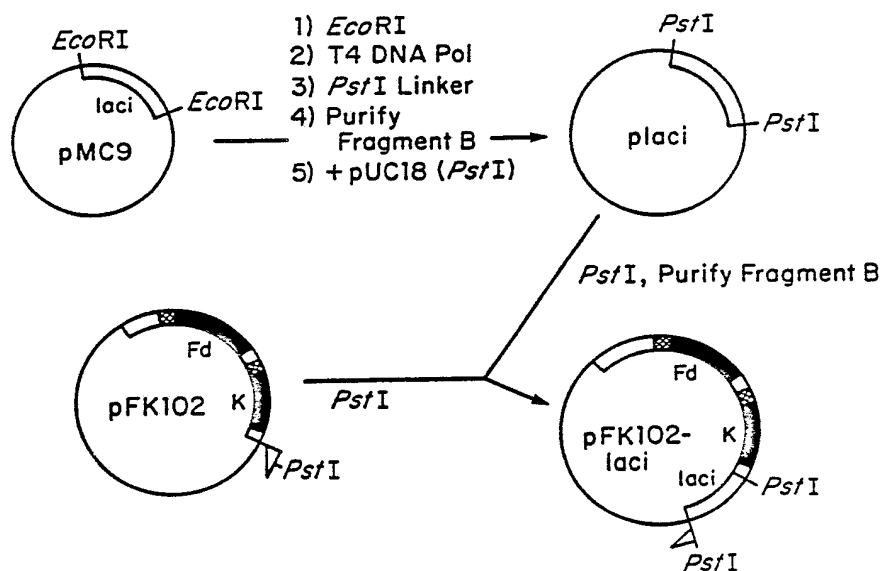 EcoRI
EcoRI
laci
pMC9
1) EcoRI
2) T4 DNA Pol
3) PstI Linker
4) Purify
Fragment B
5) +pUC18 (PstI)
PstI
PstI
placi
PstI, Purify Fragment B
Fd
K
pFK102
PstI
PstI
Fd
K
pFK102-
laci
laci
PstI
PstI